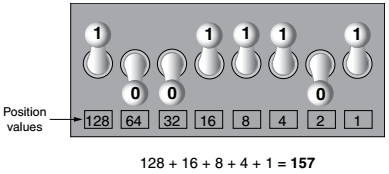 1 1 1 1 1
0 0 0
Position values 128 64 32 16 8 4 2 1
128 + 16 + 8 + 4 + 1 = 157